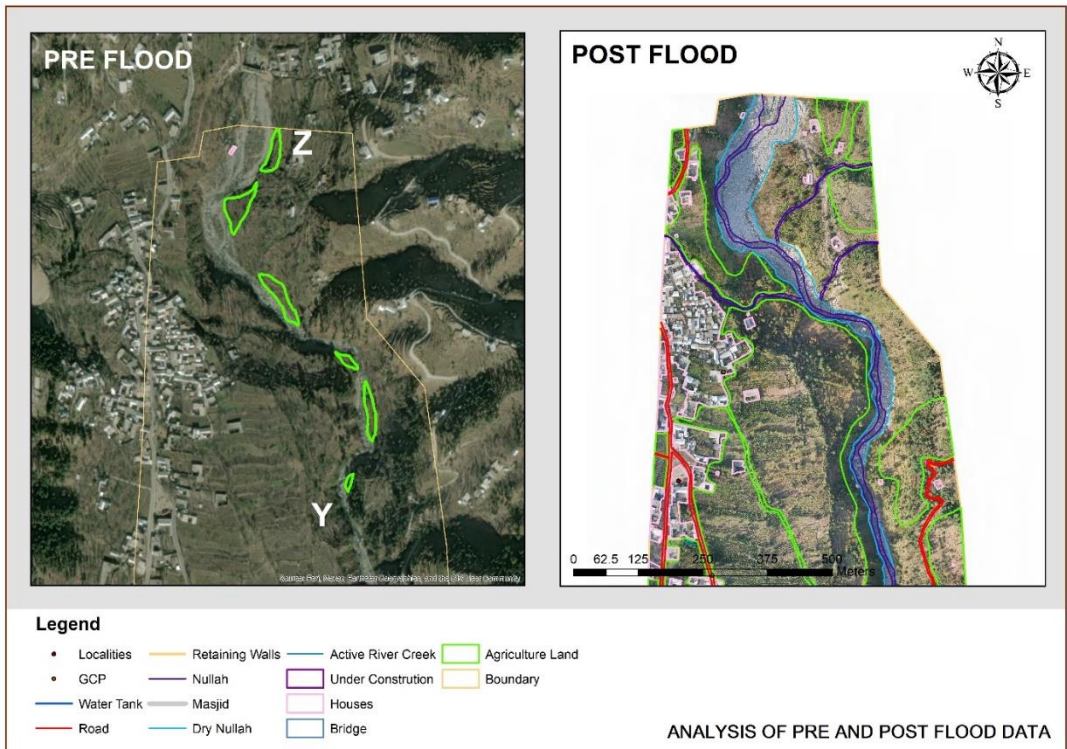 PRE FLOOD
Z
Y
POST FLOOD
N
W E
S
0 62.5 125 250 375 500
Meters
Legend
Localities
GCP
Water Tank
Road
Retaining Walls
Nullah
Masjid
Dry Nullah
Active River Creek
Under Constrution
Houses
Bridge
Agriculture Land
Boundary
ANALYSIS OF PRE AND POST FLOOD DATA